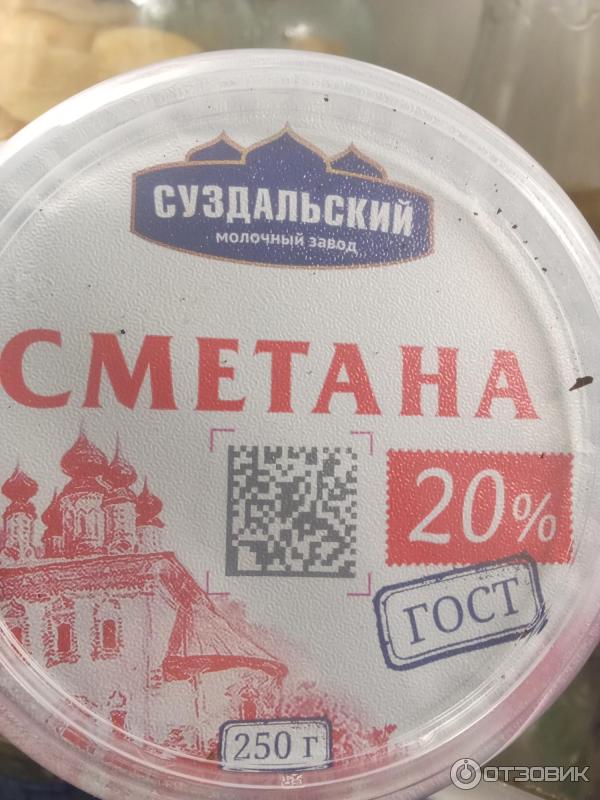 СУЗДАЛЬСКИЙ
МОЛОЧНЫЙ ЗАВОД
СМЕТАНА
20%
ГОСТ
250 г
ОТЗОВИК